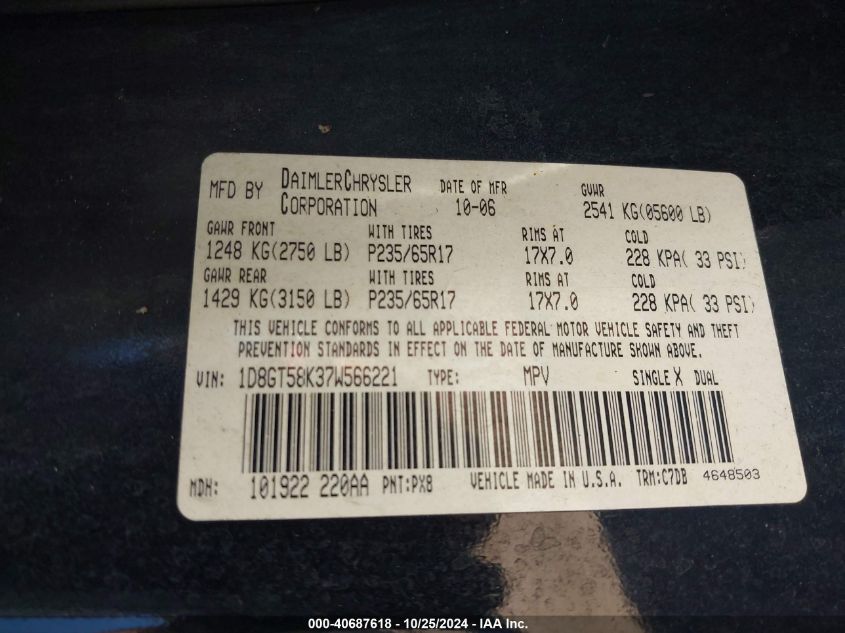 MFD BY DAIMLERCHRYSLER CORPORATION DATE OF MFR 10-06 GVWR 2541 KG(05600 LB)
GAWR FRONT WITH TIRES RIMS AT COLD
1248 KG(2750 LB) P235/65R17 17X7.0 228 KPA( 33 PSI)
GAWR REAR WITH TIRES RIMS AT COLD
1429 KG(3150 LB) P235/65R17 17X7.0 228 KPA( 33 PSI)
THIS VEHICLE CONFORMS TO ALL APPLICABLE FEDERAL MOTOR VEHICLE SAFETY AND THEFT
PREVENTION STANDARDS IN EFFECT ON THE DATE OF MANUFACTURE SHOWN ABOVE.
VIN: 1D8GT58K37W566221 TYPE: MPV SINGLE X DUAL
MDH: 101922 220AA PNT:PX8 VEHICLE MADE IN U.S.A. TRM:C7DB 4648503
000-40687618 - 10/25/2024 - IAA Inc.